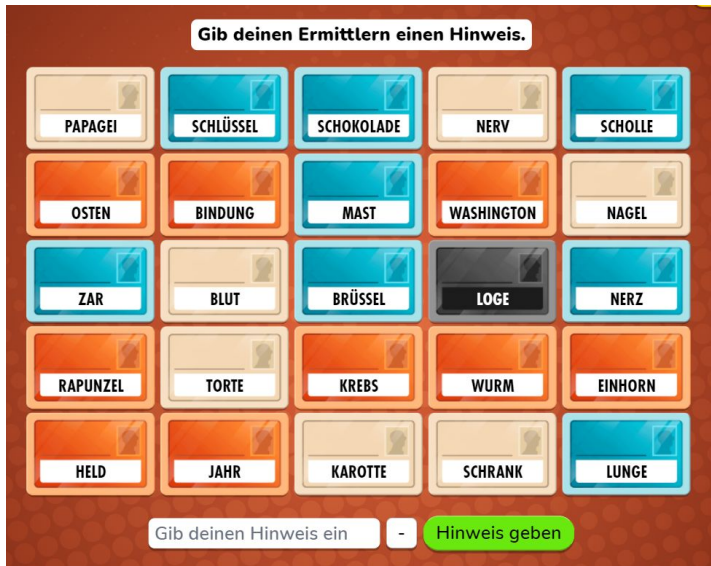 Gib deinen Ermittlern einen Hinweis.
PAPAGEI SCHLÜSSEL SCHOKOLADE NERV SCHOLLE
OSTEN BINDUNG MAST WASHINGTON NAGEL
ZAR BLUT BRÜSSEL LOGE NERZ
RAPUNZEL TORTE KREBS WURM EINHORN
HELD JAHR KAROTTE SCHRANK LUNGE
Gib deinen Hinweis ein - Hinweis geben